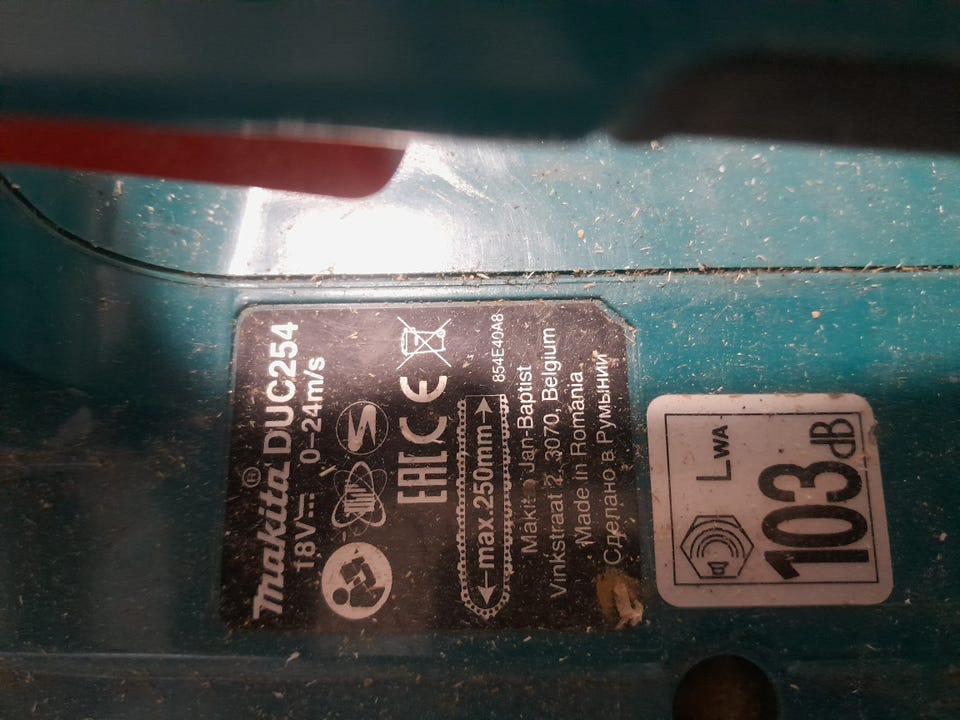 makita® DUC254
18V 0-24m/s
EAC CE
max.250mm
854E40A8
Makita Jan-Baptist
Vinkstraat 2, 3070, Belgium
Made in Romania
Сделано в Румынии
LWA
103dB